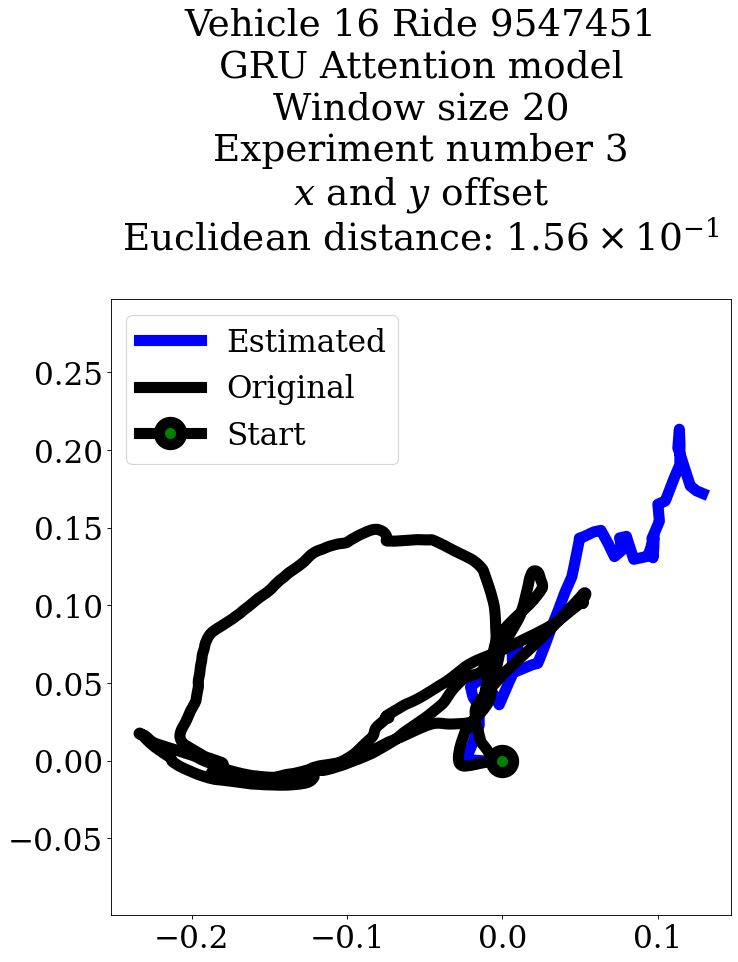 Vehicle 16 Ride 9547451
GRU Attention model
Window size 20
Experiment number 3
x and y offset
Euclidean distance: 1.56 × 10⁻¹
Estimated
Original
Start
0.25
0.20
0.15
0.10
0.05
0.00
−0.05
−0.2 −0.1 0.0 0.1